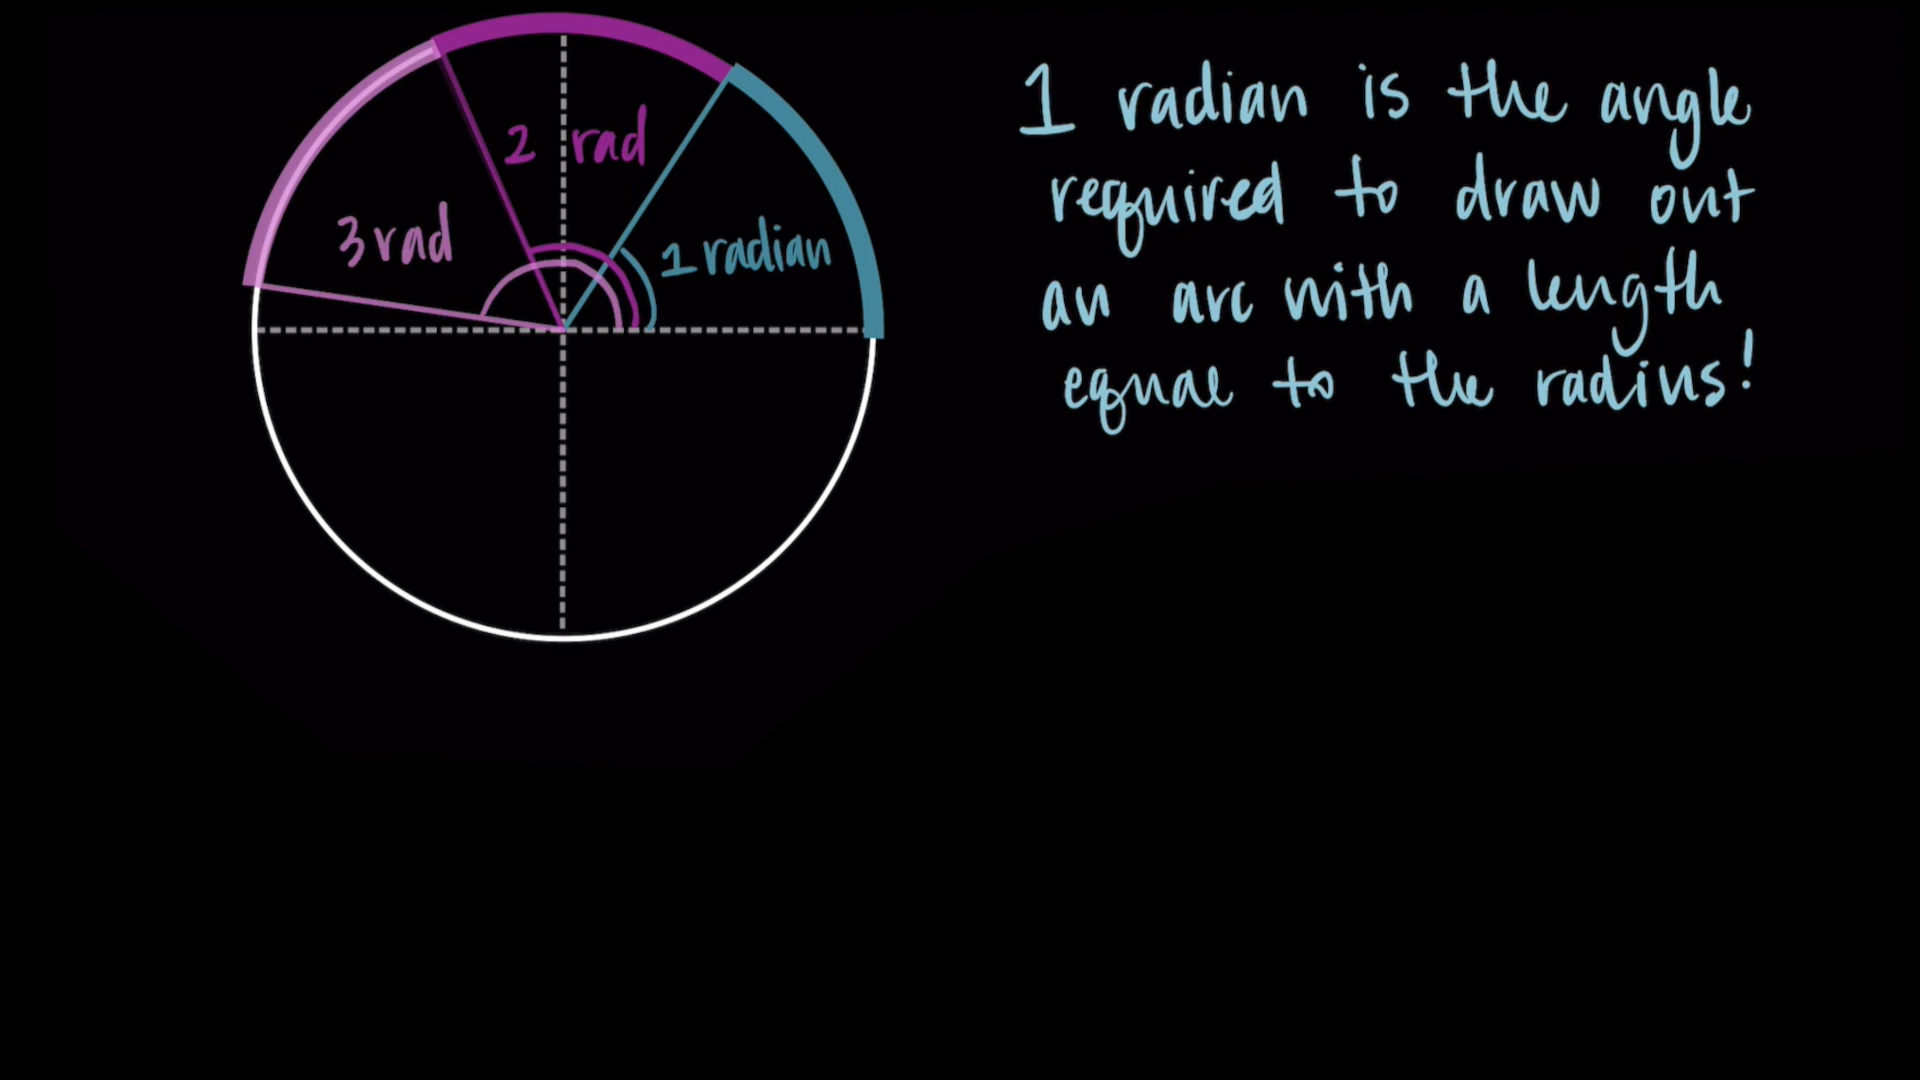 2 rad
3 rad
1 radian
1 radian is the angle
required to draw out
an arc with a length
equal to the radius!